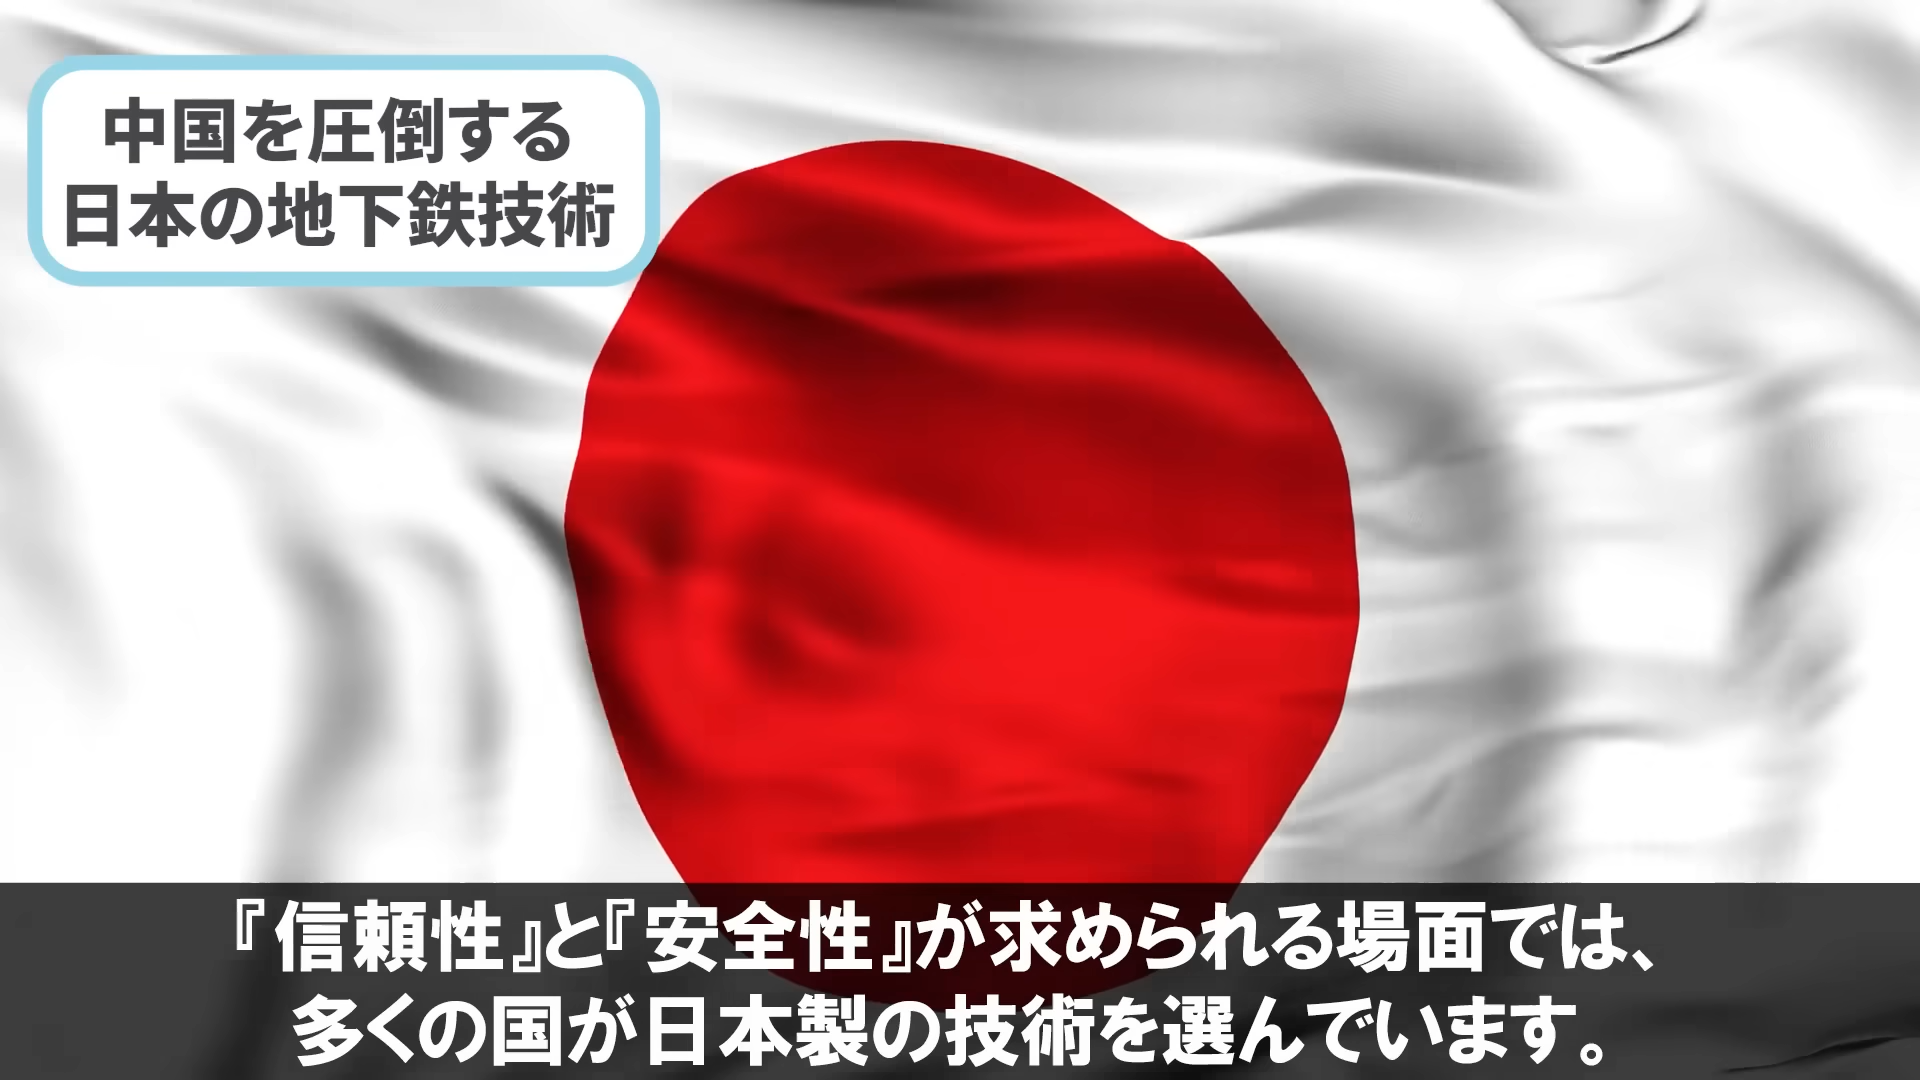 中国を圧倒する
日本の地下鉄技術
『信頼性』と『安全性』が求められる場面では、
多くの国が日本製の技術を選んでいます。